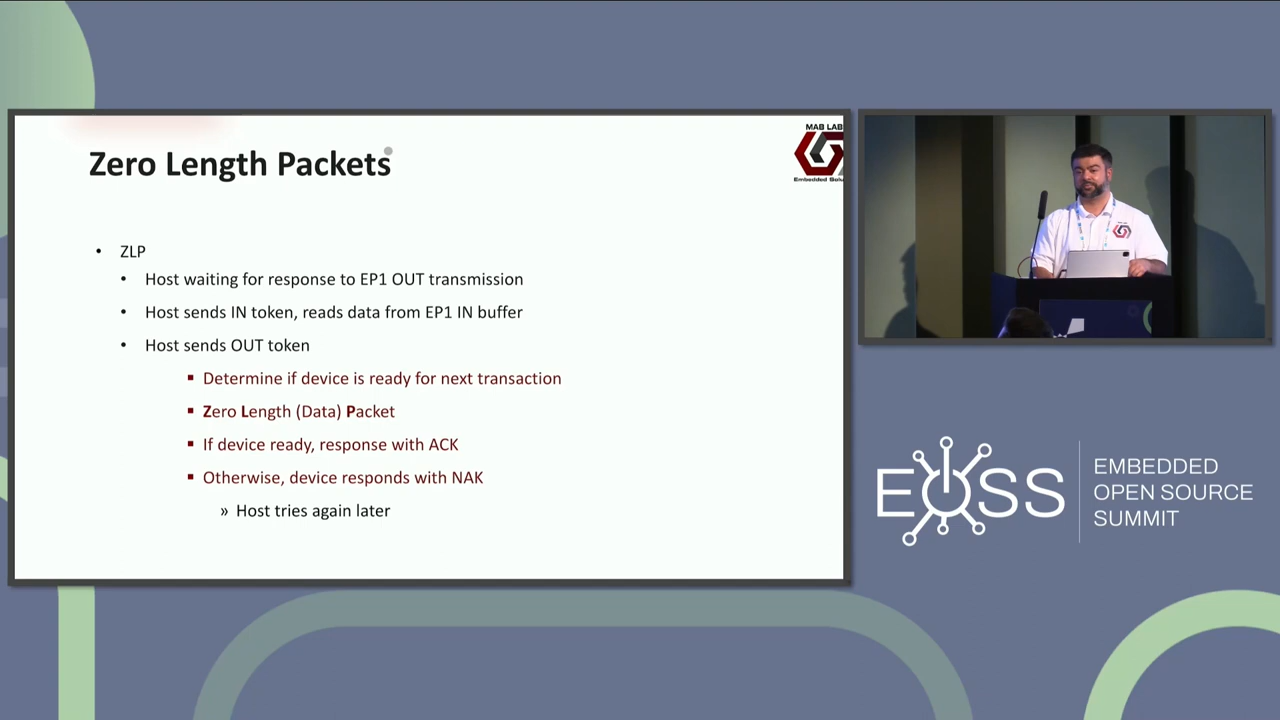 Zero Length Packets
MAB LAB
Embedded Solu
• ZLP
• Host waiting for response to EP1 OUT transmission
• Host sends IN token, reads data from EP1 IN buffer
• Host sends OUT token
▪ Determine if device is ready for next transaction
▪ Zero Length (Data) Packet
▪ If device ready, response with ACK
▪ Otherwise, device responds with NAK
» Host tries again later
EOSS
EMBEDDED
OPEN SOURCE
SUMMIT